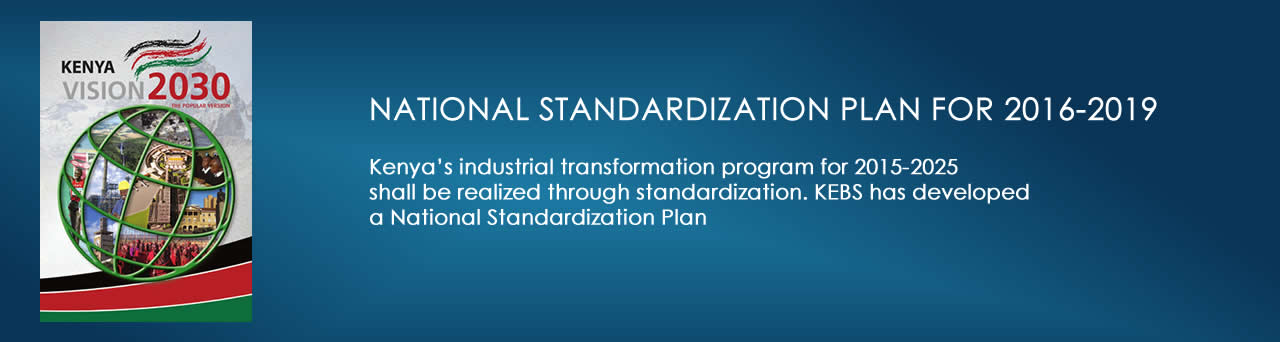 KENYA
VISION 2030
THE POPULAR VERSION
NATIONAL STANDARDIZATION PLAN FOR 2016-2019
Kenya's industrial transformation program for 2015-2025
shall be realized through standardization. KEBS has developed
a National Standardization Plan